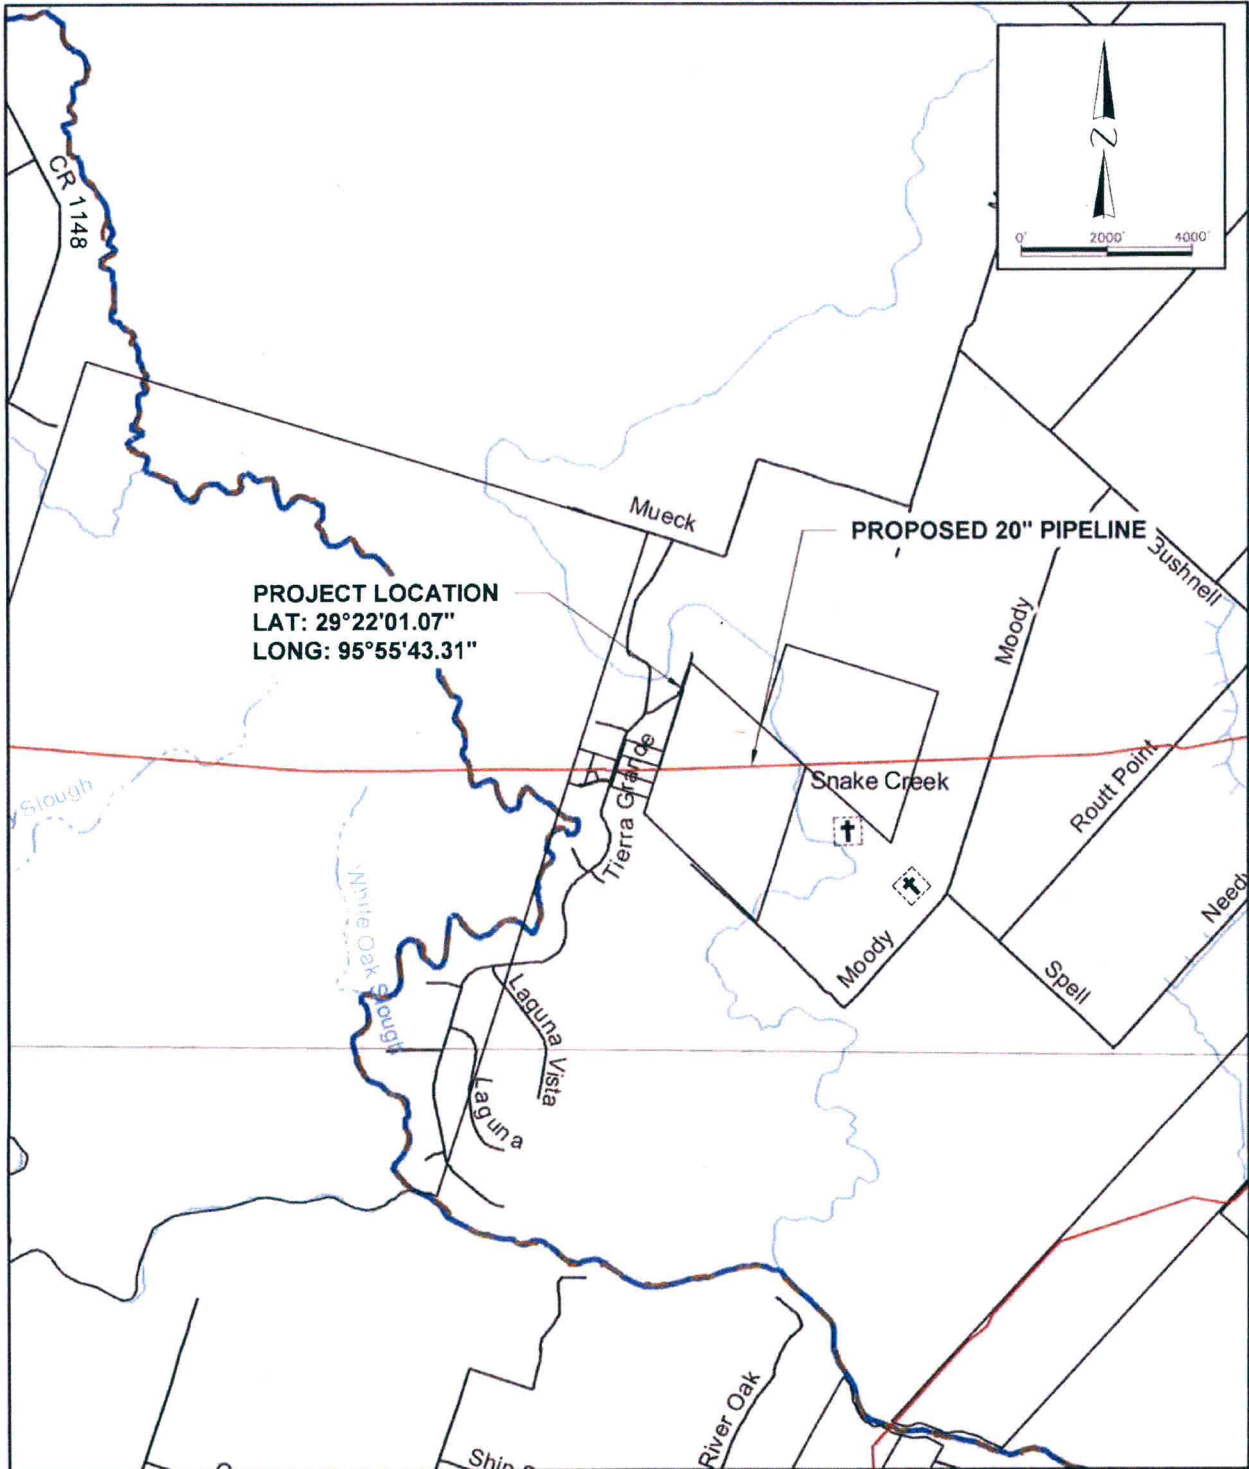 0' 2000' 4000'
CR 1148
Mueck
PROPOSED 20" PIPELINE
Bushnell
PROJECT LOCATION
LAT: 29°22'01.07"
LONG: 95°55'43.31"
Moody
Tierra Grande
Snake Creek
Routt Point
Slough
White Oak Slough
Needy
Moody
Spell
Laguna Vista
Laguna
River Oak
Ship